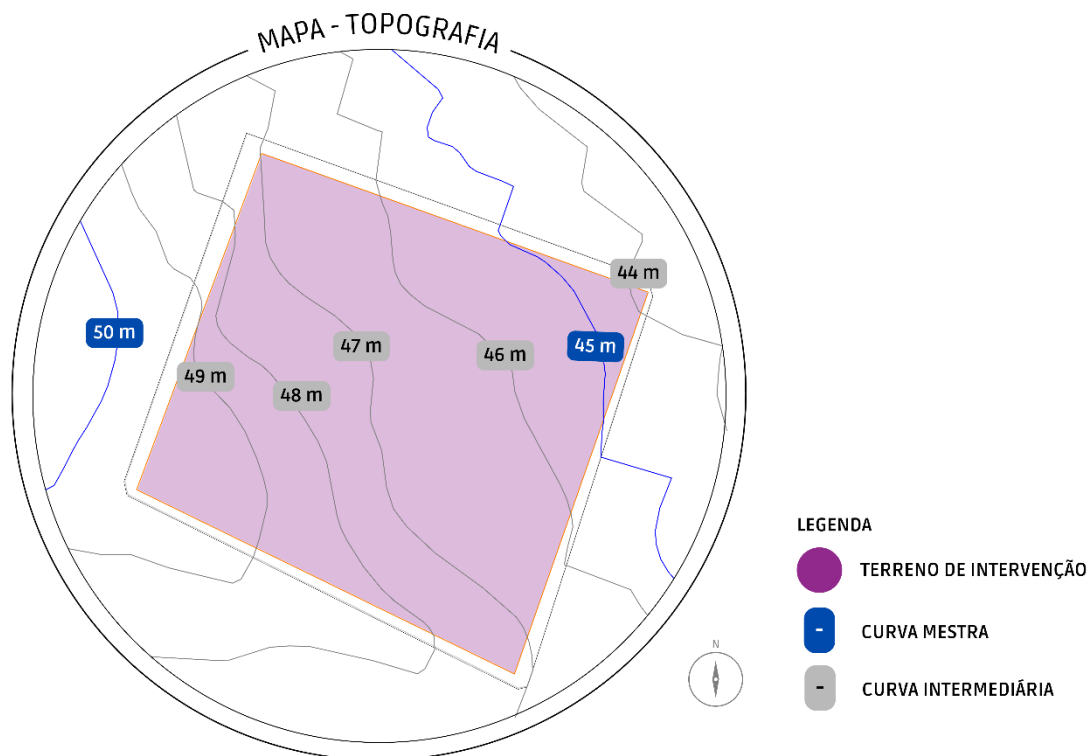 MAPA - TOPOGRAFIA
44 m
50 m
45 m
47 m
46 m
49 m
48 m
LEGENDA
TERRENO DE INTERVENÇÃO
- CURVA MESTRA
N
- CURVA INTERMEDIÁRIA